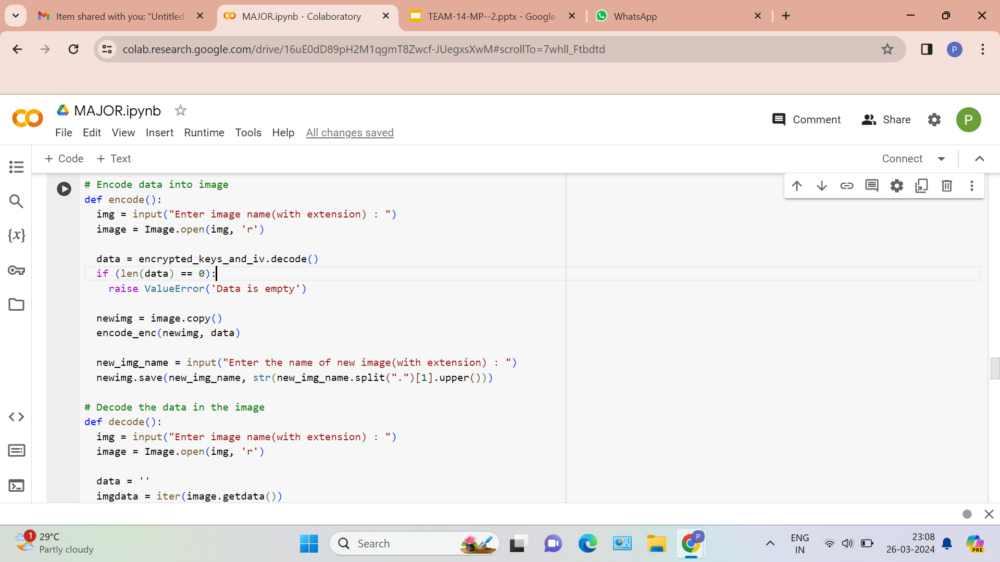 Item shared with you: "Untitled
MAJOR.ipynb - Colaboratory
TEAM-14-MP--2.pptx - Google
WhatsApp
colab.research.google.com/drive/16uE0dD89pH2M1qgmT8Zwcf-JUegxsXwM#scrollTo=7whll_Ftbdtd
P
MAJOR.ipynb
File Edit View Insert Runtime Tools Help All changes saved
Comment
Share
P
+ Code + Text
Connect
{x}
# Encode data into image
def encode():
  img = input("Enter image name(with extension) : ")
  image = Image.open(img, 'r')
  data = encrypted_keys_and_iv.decode()
  if (len(data) == 0):
    raise ValueError('Data is empty')
  newimg = image.copy()
  encode_enc(newimg, data)
  new_img_name = input("Enter the name of new image(with extension) : ")
  newimg.save(new_img_name, str(new_img_name.split(".")[1].upper()))
# Decode the data in the image
def decode():
  img = input("Enter image name(with extension) : ")
  image = Image.open(img, 'r')
  data = ''
  imgdata = iter(image.getdata())
1
29°C
Partly cloudy
Search
P
ENG
IN
23:08
26-03-2024
PRE